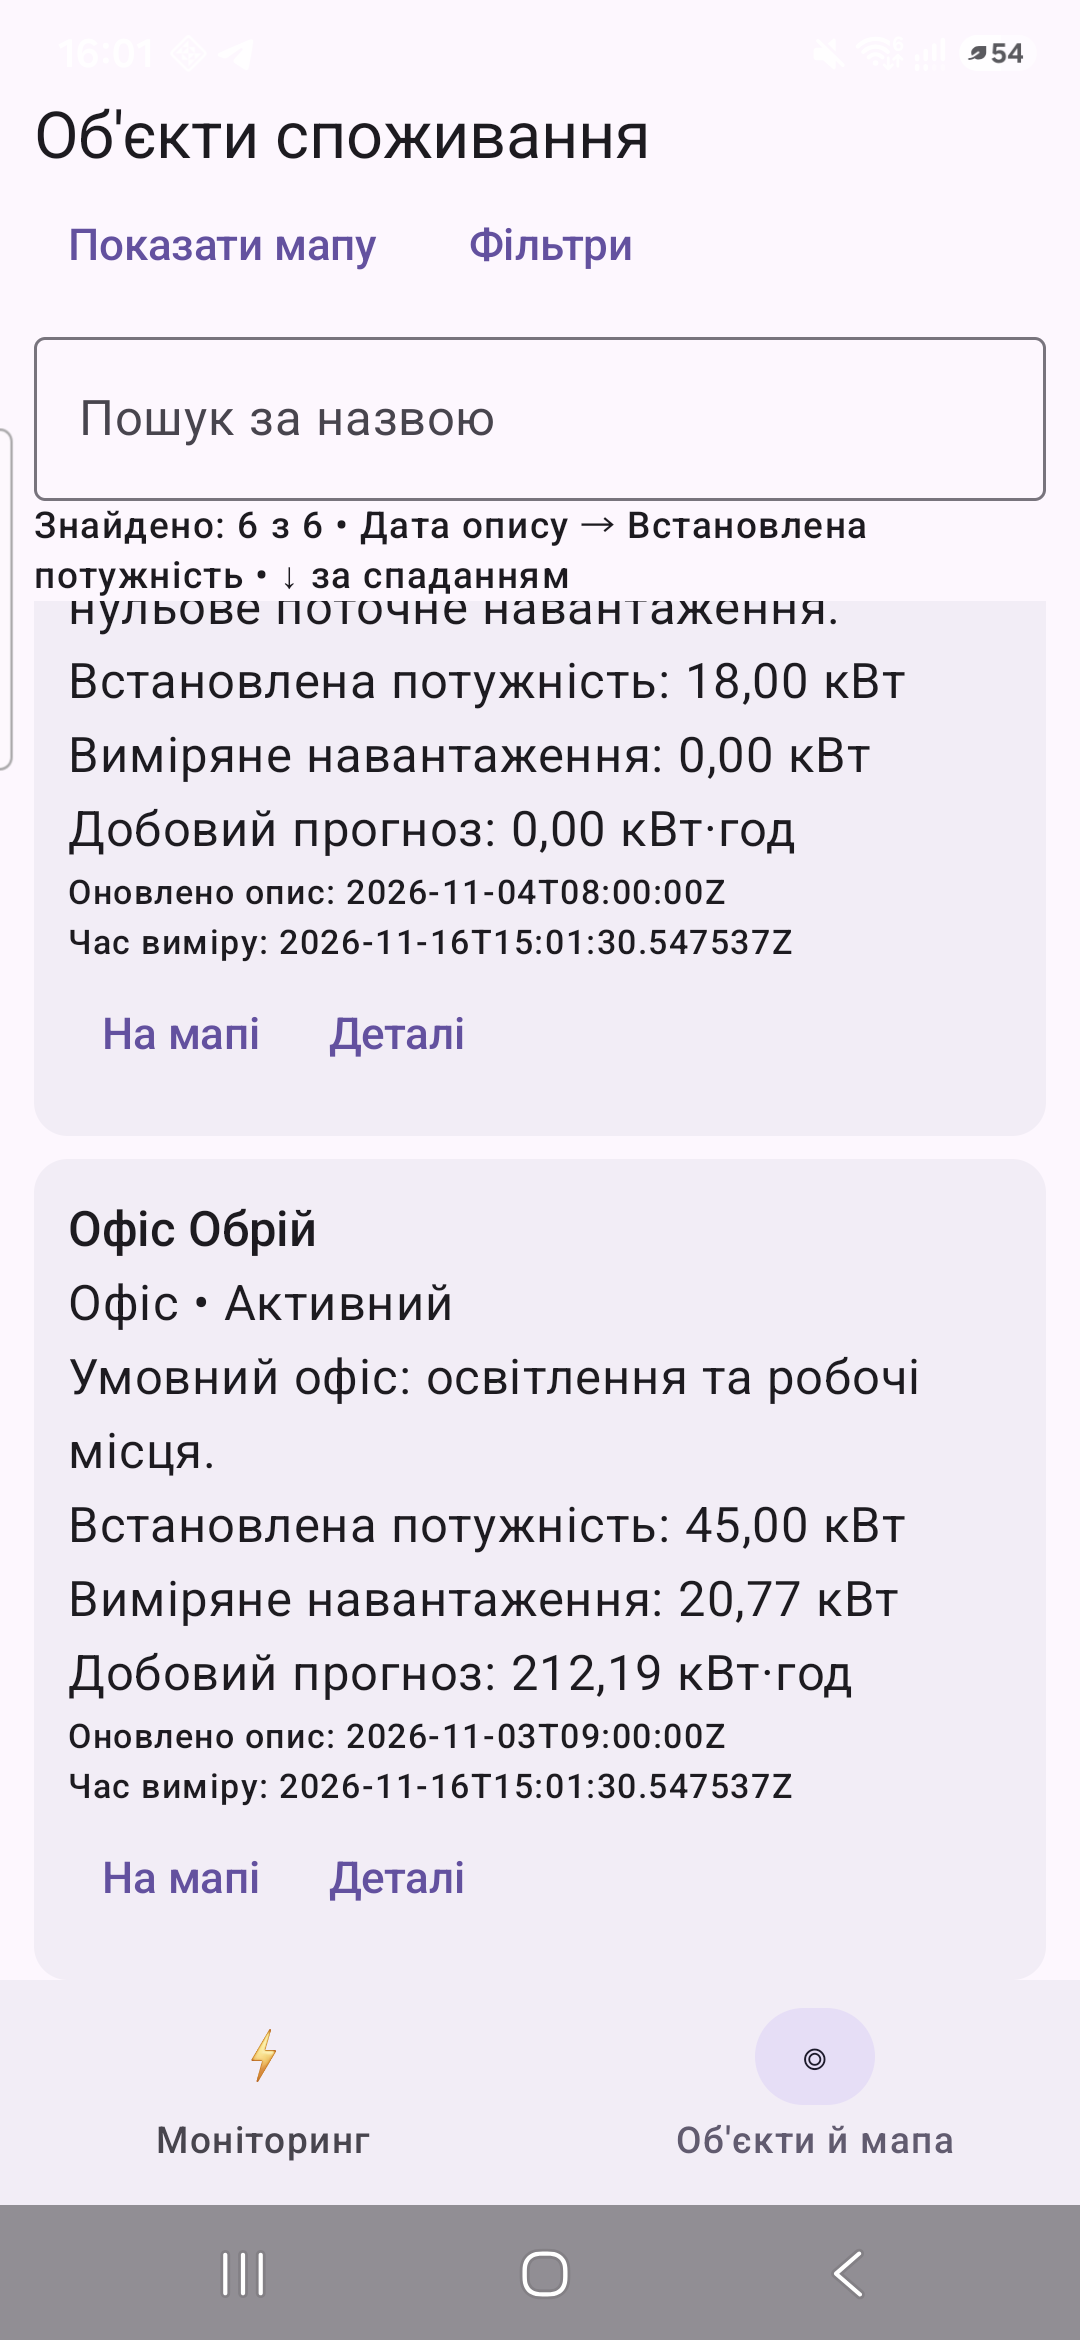 16:01
54
Об'єкти споживання
Показати мапу Фільтри
Пошук за назвою
Знайдено: 6 з 6 • Дата опису → Встановлена
потужність • ↓ за спаданням
нульове поточне навантаження.
Встановлена потужність: 18,00 кВт
Виміряне навантаження: 0,00 кВт
Добовий прогноз: 0,00 кВт·год
Оновлено опис: 2026-11-04T08:00:00Z
Час виміру: 2026-11-16T15:01:30.547537Z
На мапі Деталі
Офіс Обрій
Офіс • Активний
Умовний офіс: освітлення та робочі
місця.
Встановлена потужність: 45,00 кВт
Виміряне навантаження: 20,77 кВт
Добовий прогноз: 212,19 кВт·год
Оновлено опис: 2026-11-03T09:00:00Z
Час виміру: 2026-11-16T15:01:30.547537Z
На мапі Деталі
Моніторинг Об'єкти й мапа